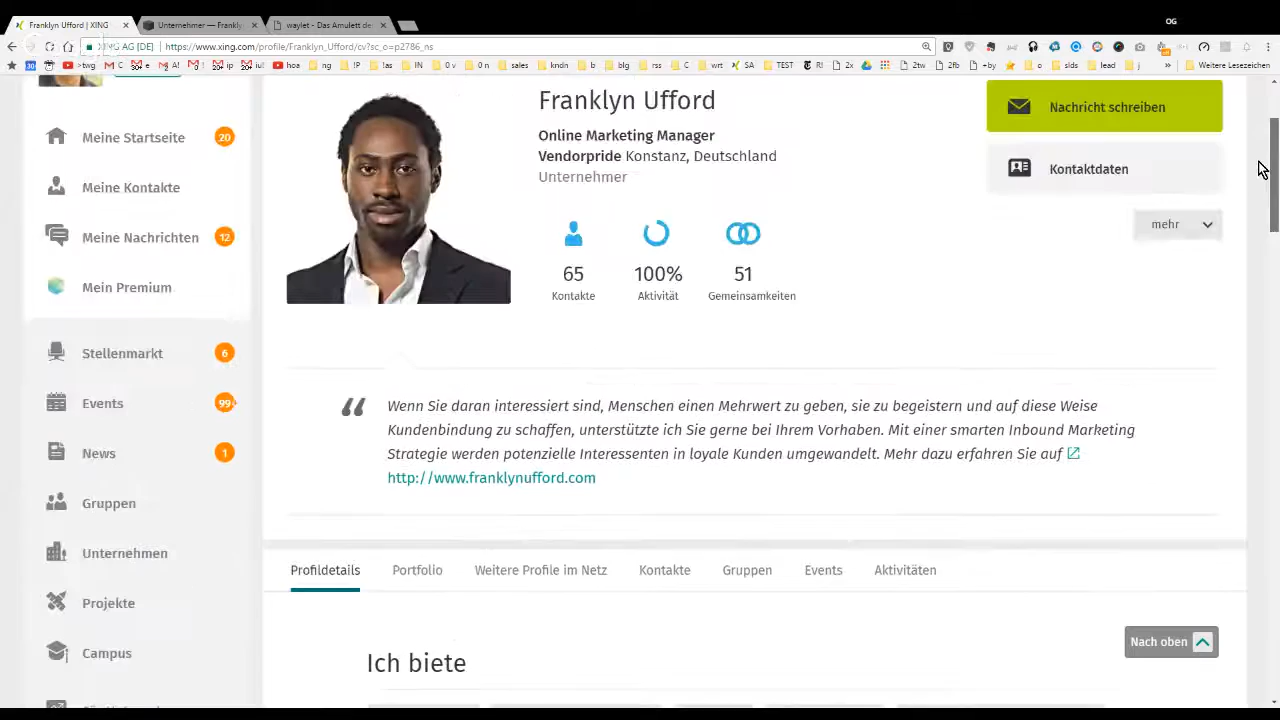 OG
Franklyn Ufford | XING
Unternehmer — Frankly
waylet - Das Amulett de
XING AG [DE]
https://www.xing.com/profile/Franklyn_Ufford/cv?sc_o=p2786_ns
Weitere Lesezeichen
Franklyn Ufford
Online Marketing Manager
Vendorpride Konstanz, Deutschland
Unternehmer
65
Kontakte
100%
Aktivität
51
Gemeinsamkeiten
Nachricht schreiben
Kontaktdaten
mehr
Meine Startseite 20
Meine Kontakte
Meine Nachrichten 12
Mein Premium
Stellenmarkt 6
Events 99+
News 1
Gruppen
Unternehmen
Projekte
Campus
Wenn Sie daran interessiert sind, Menschen einen Mehrwert zu geben, sie zu begeistern und auf diese Weise
Kundenbindung zu schaffen, unterstützte ich Sie gerne bei Ihrem Vorhaben. Mit einer smarten Inbound Marketing
Strategie werden potenzielle Interessenten in loyale Kunden umgewandelt. Mehr dazu erfahren Sie auf
http://www.franklynufford.com
Profildetails Portfolio Weitere Profile im Netz Kontakte Gruppen Events Aktivitäten
Nach oben
Ich biete